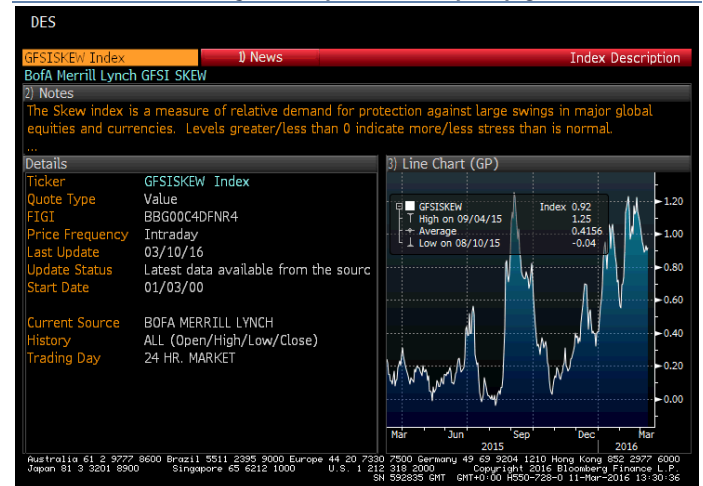 DES
GFSISKEW Index 1) News Index Description
BofA Merrill Lynch GFSI SKEW
2) Notes
The Skew index is a measure of relative demand for protection against large swings in major global
equities and currencies. Levels greater/less than 0 indicate more/less stress than is normal.
...
Details
Ticker GFSISKEW Index
Quote Type Value
FIGI BBG00C4DFNR4
Price Frequency Intraday
Last Update 03/10/16
Update Status Latest data available from the sourc
Start Date 01/03/00
Current Source BOFA MERRILL LYNCH
History ALL (Open/High/Low/Close)
Trading Day 24 HR. MARKET
3) Line Chart (GP)
GFSISKEW Index 0.92
High on 09/04/15 1.25
Average 0.4156
Low on 08/10/15 -0.04
1.20
1.00
0.80
0.60
0.40
0.20
0.00
Mar Jun Sep Dec Mar
2015 2016
Australia 61 2 9777 8600 Brazil 5511 2395 9000 Europe 44 20 7330 7500 Germany 49 69 9204 1210 Hong Kong 852 2977 6000
Japan 81 3 3201 8900 Singapore 65 6212 1000 U.S. 1 212 318 2000 Copyright 2016 Bloomberg Finance L.P.
SN 592835 GMT GMT+0:00 H550-728-0 11-Mar-2016 13:30:36